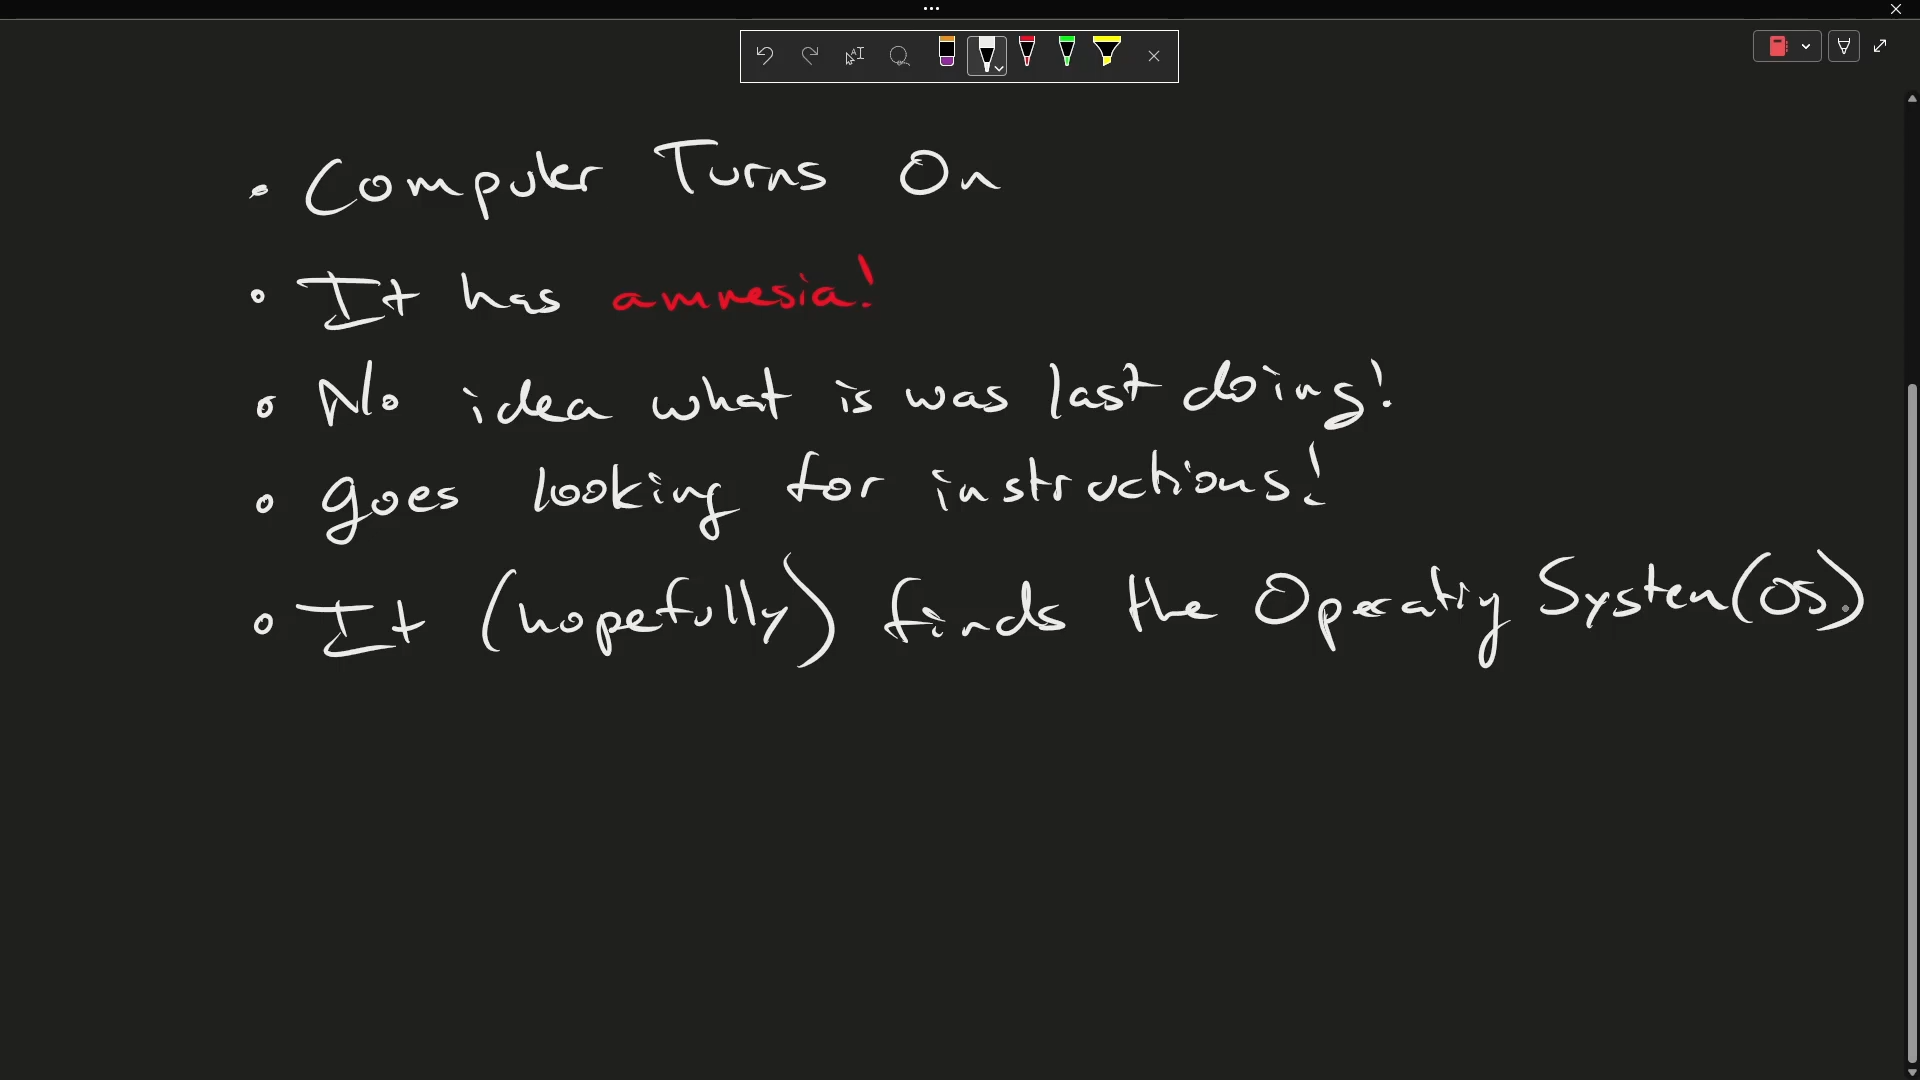 • Computer Turns On
• It has amnesia!
• No idea what is was last doing!
• goes looking for instructions!
• It (hopefully) finds the Operatig System (OS)